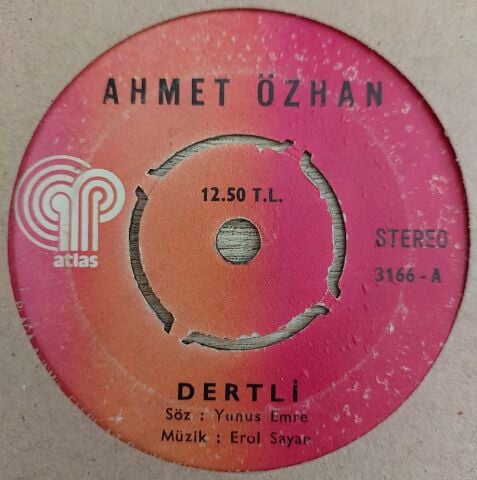 AHMET ÖZHAN
12.50 T.L.
atlas
STEREO
3166 - A
DERTLİ
Söz : Yunus Emre
Müzik : Erol Sayan